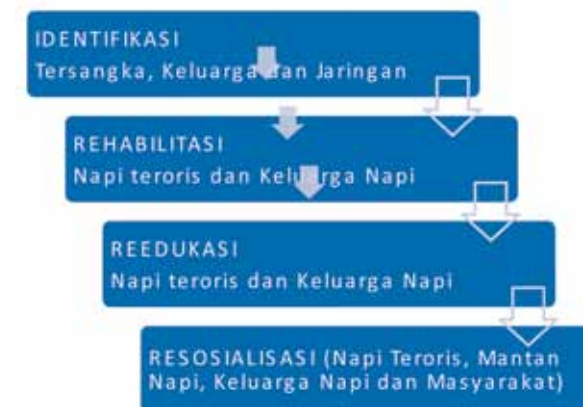 IDENTIFIKASI
Tersangka, Keluarga dan Jaringan
REHABILITASI
Napi teroris dan Keluarga Napi
REEDUKASI
Napi teroris dan Keluarga Napi
RESOSIALISASI (Napi Teroris, Mantan
Napi, Keluarga Napi dan Masyarakat)